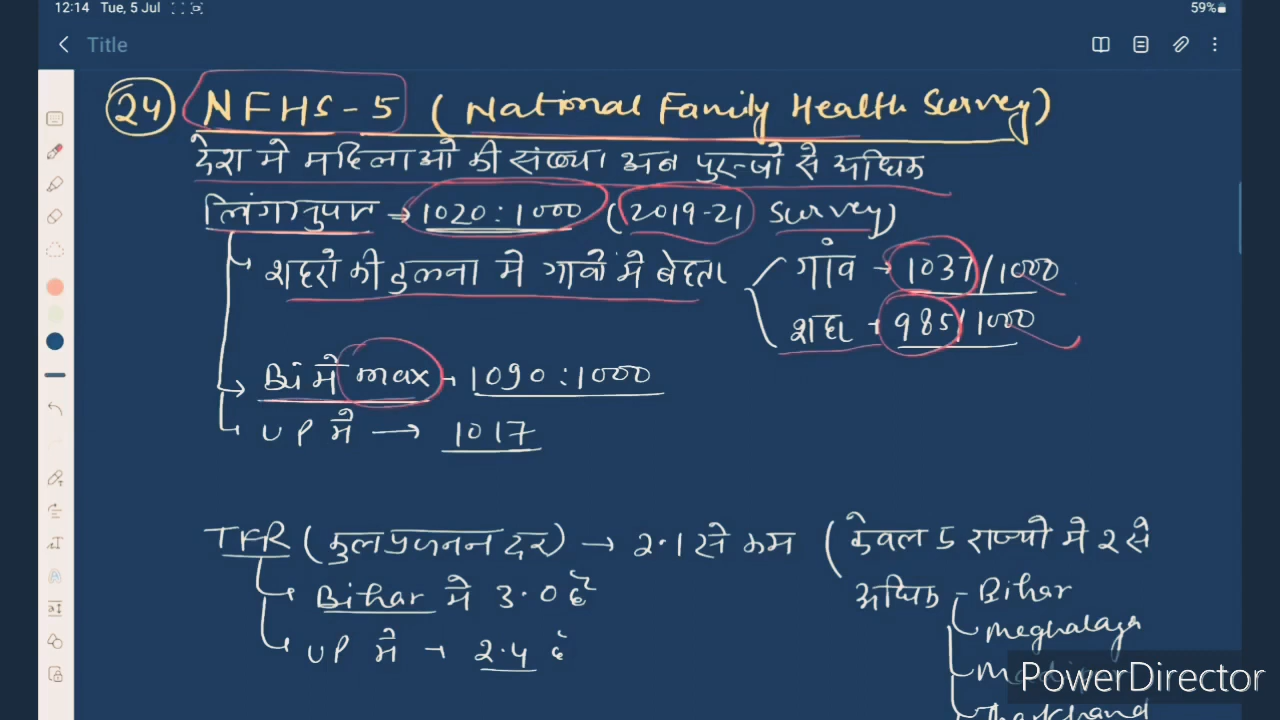 12:14 Tue, 5 Jul
59%
Title
24 NFHS-5 (National Family Health Survey)
देश मे महिलाओ की संख्या अब पुरुषो से अधिक
लिंगानुपात → 1020:1000 (2019-21 Survey)
शहरो की तुलना मे गावो मे बेहतर
गांव → 1037/1000
शहर → 985/1000
Bi मे max → 1090:1000
UP मे → 1017
TFR (कुल प्रजनन दर) → 2.1 से कम (केवल 5 राज्यो मे 2 से
अधिक - Bihar
Bihar मे 3.0 है
Meghalaya
UP मे → 2.4 है
Jharkhand
PowerDirector